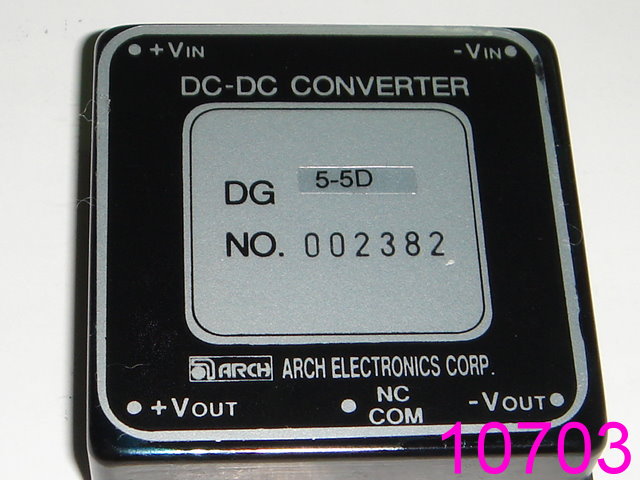 +VIN -VIN
DC-DC CONVERTER
DG 5-5D
NO. 002382
ARCH ARCH ELECTRONICS CORP.
+VOUT NC COM -VOUT
10703